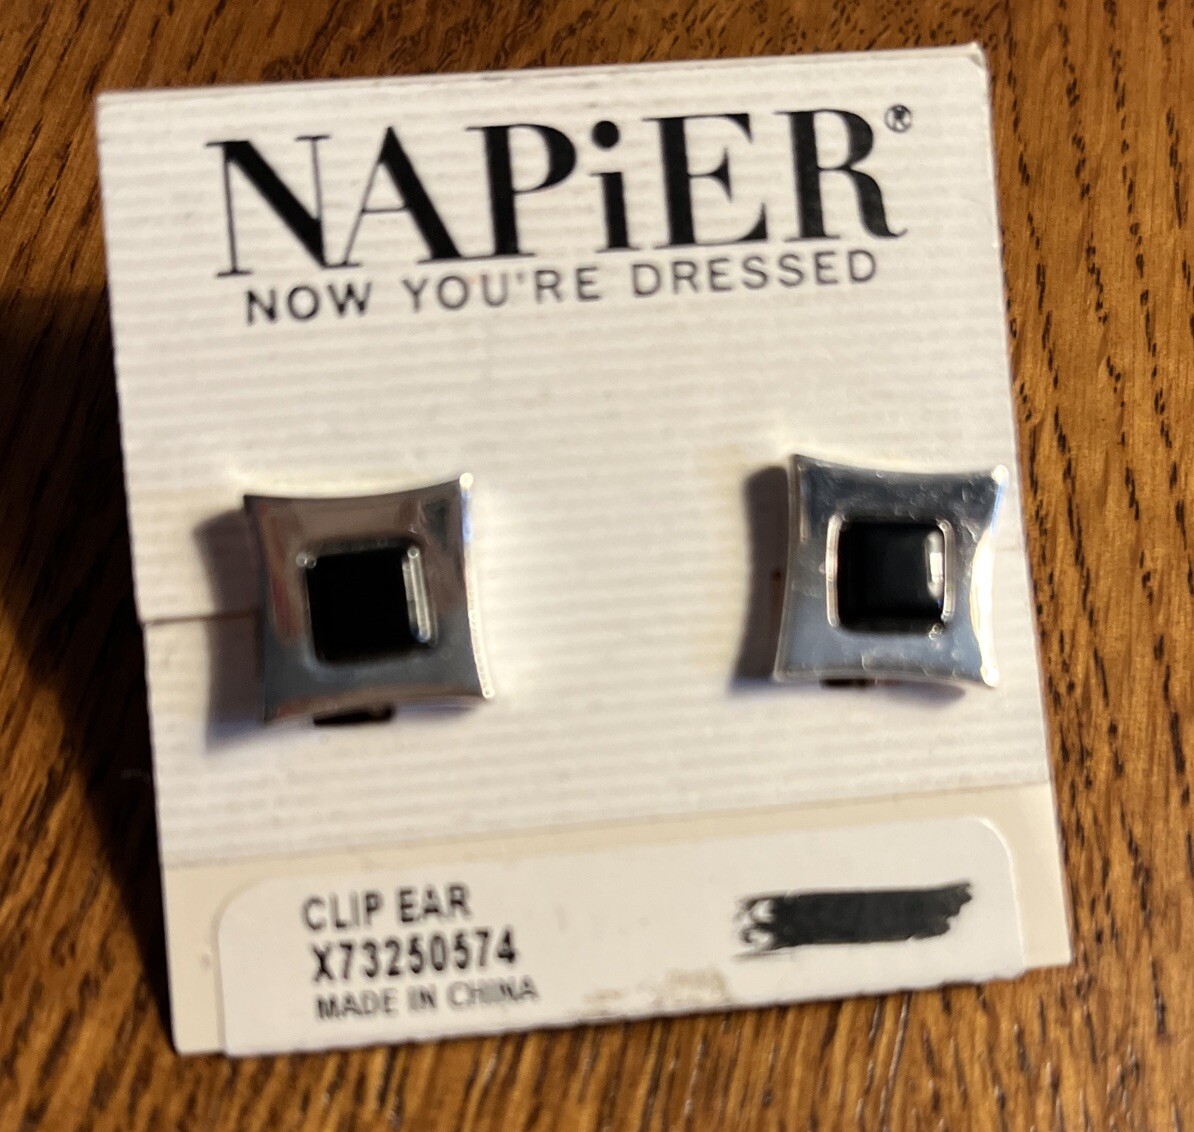 NAPiER®
NOW YOU'RE DRESSED
CLIP EAR
X73250574
MADE IN CHINA